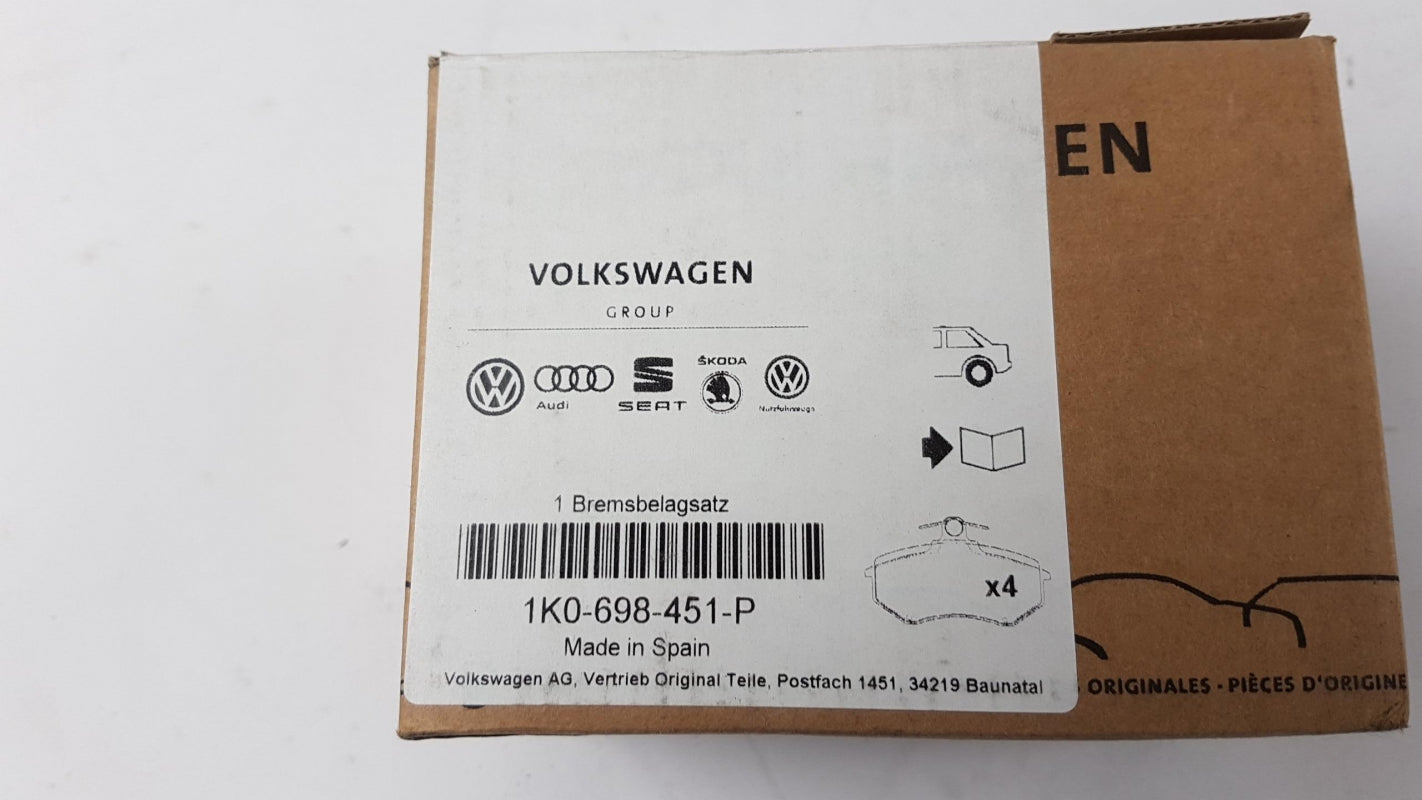 EN
VOLKSWAGEN
GROUP
ŠKODA
Audi
SEAT
Nutzfahrzeuge
1 Bremsbelagsatz
x4
1K0-698-451-P
Made in Spain
Volkswagen AG, Vertrieb Original Teile, Postfach 1451, 34219 Baunatal
ORIGINALES · PIÈCES D'ORIGINE